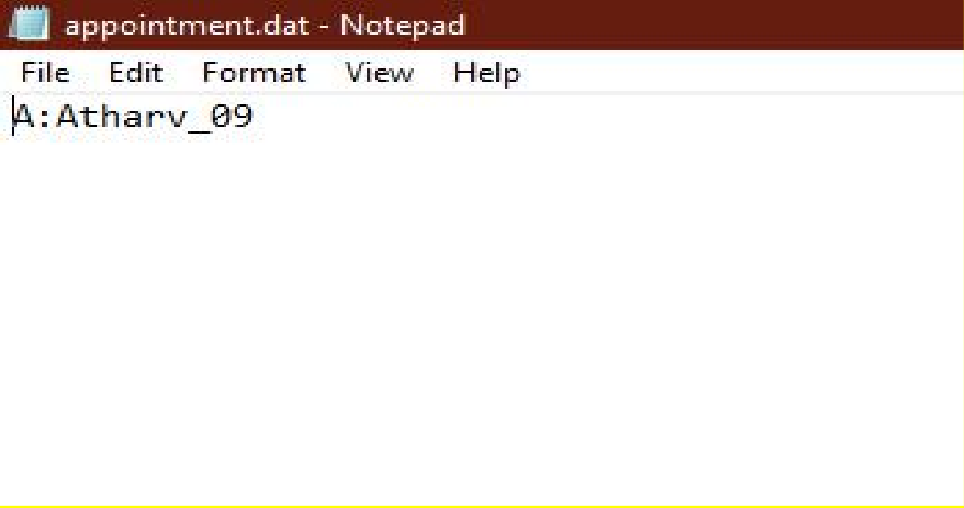 appointment.dat - Notepad
File Edit Format View Help
A:Atharv_09